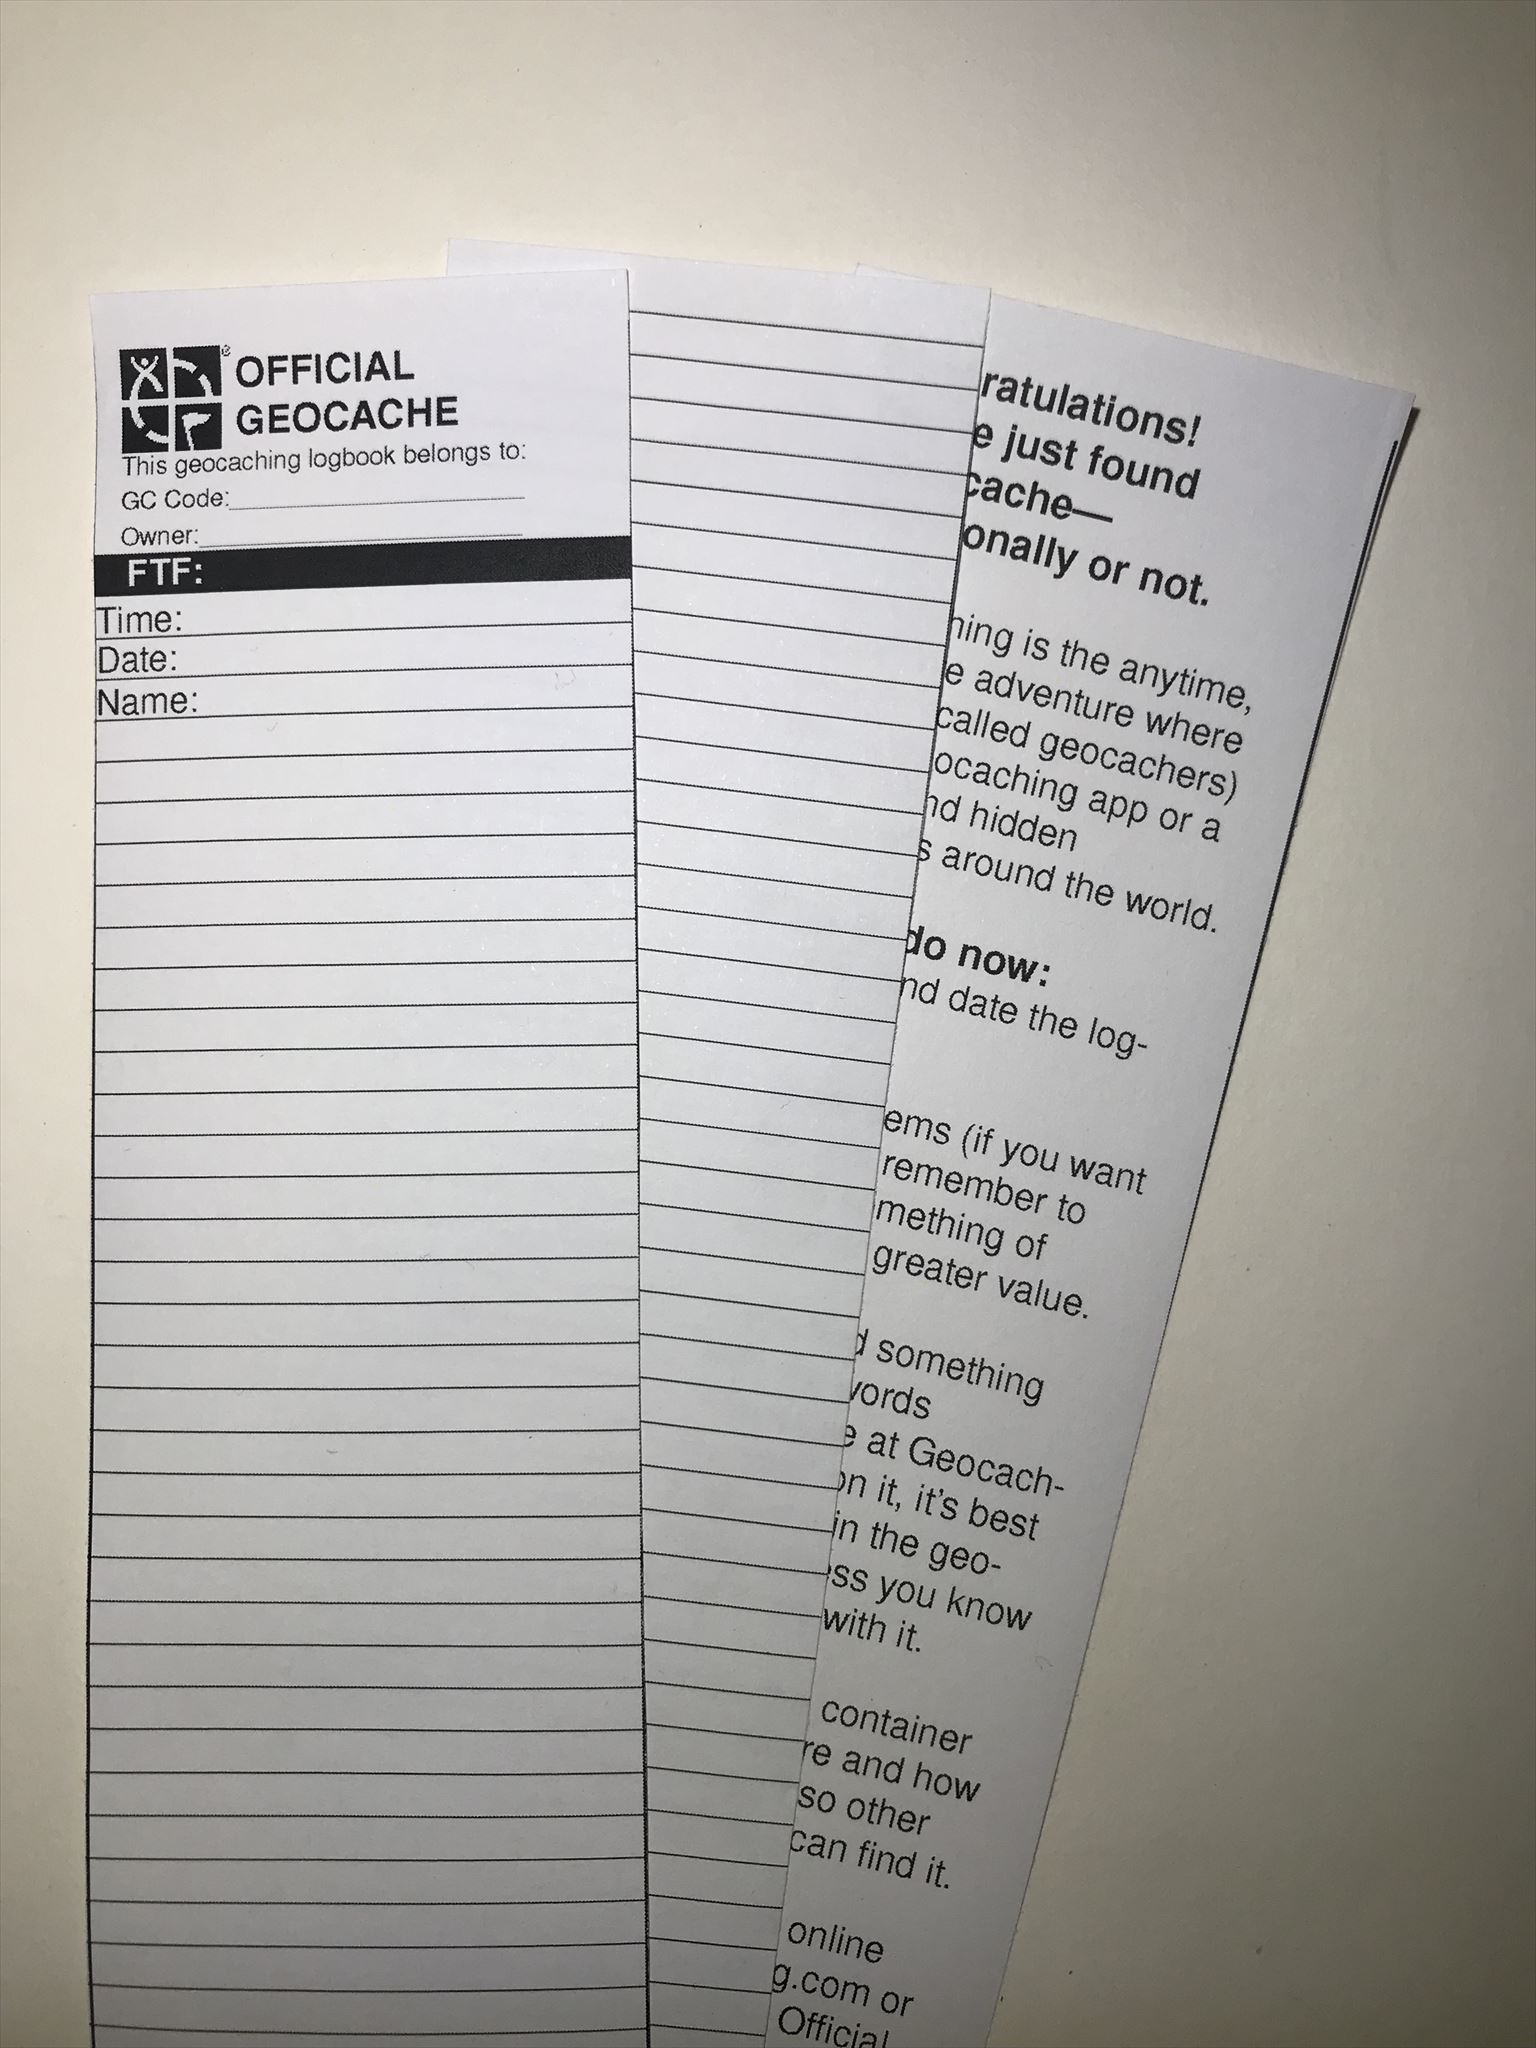 OFFICIAL
GEOCACHE
This geocaching logbook belongs to:
GC Code:
Owner:
FTF:
Time:
Date:
Name:
ratulations!
e just found
cache—
onally or not.
hing is the anytime,
e adventure where
called geocachers)
ocaching app or a
nd hidden
s around the world.
do now:
nd date the log-
ems (if you want
remember to
mething of
greater value.
d something
words
e at Geocach-
on it, it's best
in the geo-
ess you know
with it.
container
re and how
so other
can find it.
online
g.com or
Official